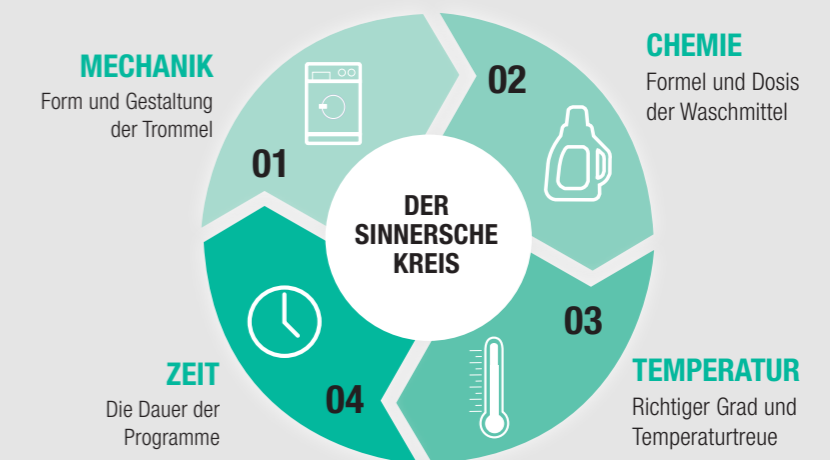 MECHANIK
Form und Gestaltung
der Trommel
01
02
CHEMIE
Formel und Dosis
der Waschmittel
DER
SINNERSCHE
KREIS
03
TEMPERATUR
Richtiger Grad und
Temperaturtreue
ZEIT
Die Dauer der
Programme
04